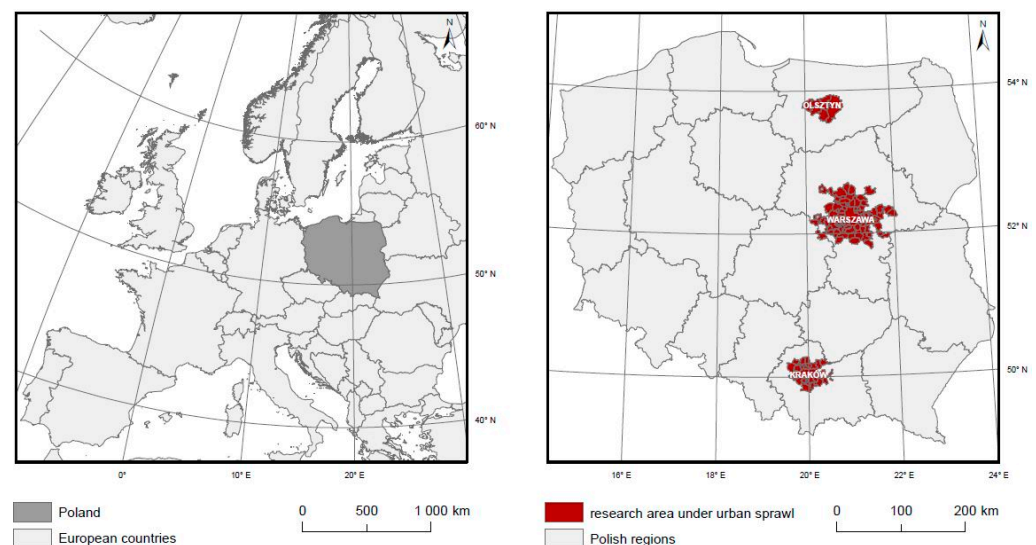 N
60° N
50° N
40° N
0° E
10° E
20° E
Poland
European countries
0 500 1 000 km
N
OLSZTYN
54° N
WARSZAWA
52° N
KRAKÓW
50° N
16° E
18° E
20° E
22° E
24° E
research area under urban sprawl
Polish regions
0 100 200 km